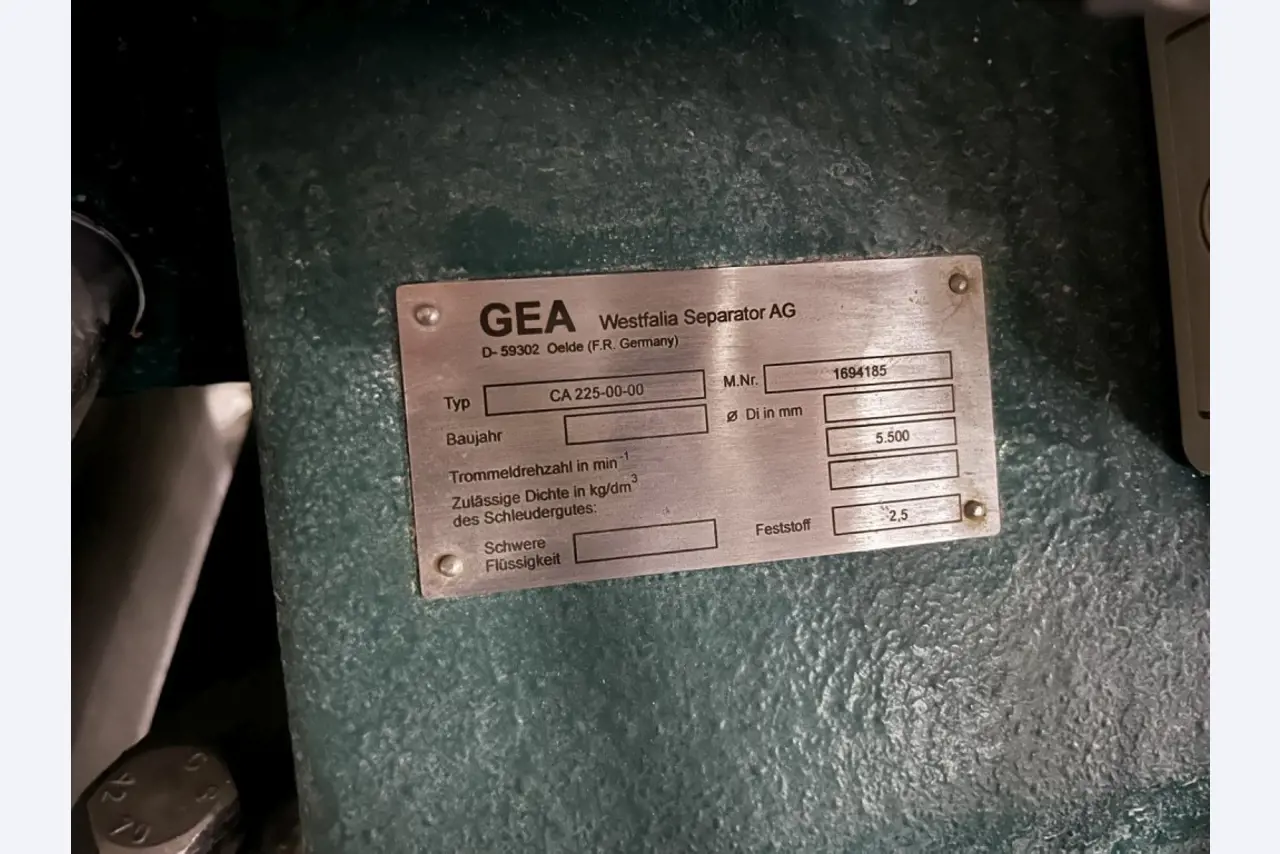 GEA Westfalia Separator AG
D- 59302 Oelde (F.R. Germany)
Typ CA 225-00-00 M.Nr. 1694185
Baujahr ø Di in mm
Trommeldrehzahl in min⁻¹ 5.500
Zulässige Dichte in kg/dm³
des Schleudergutes:
Schwere
Flüssigkeit Feststoff 2,5
A2